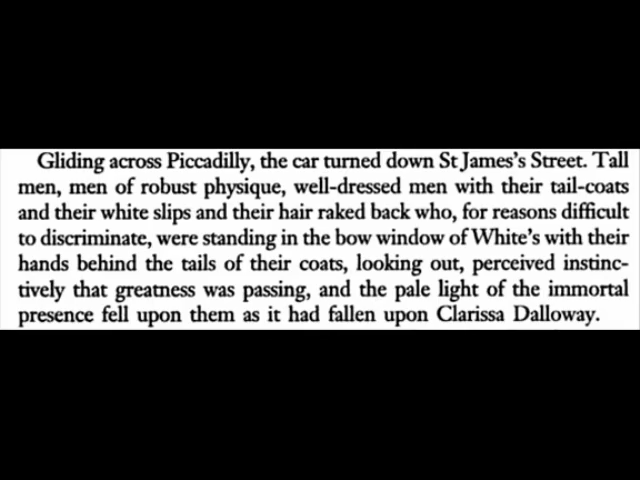 Gliding across Piccadilly, the car turned down St James's Street. Tall
men, men of robust physique, well-dressed men with their tail-coats
and their white slips and their hair raked back who, for reasons difficult
to discriminate, were standing in the bow window of White's with their
hands behind the tails of their coats, looking out, perceived instinc-
tively that greatness was passing, and the pale light of the immortal
presence fell upon them as it had fallen upon Clarissa Dalloway.